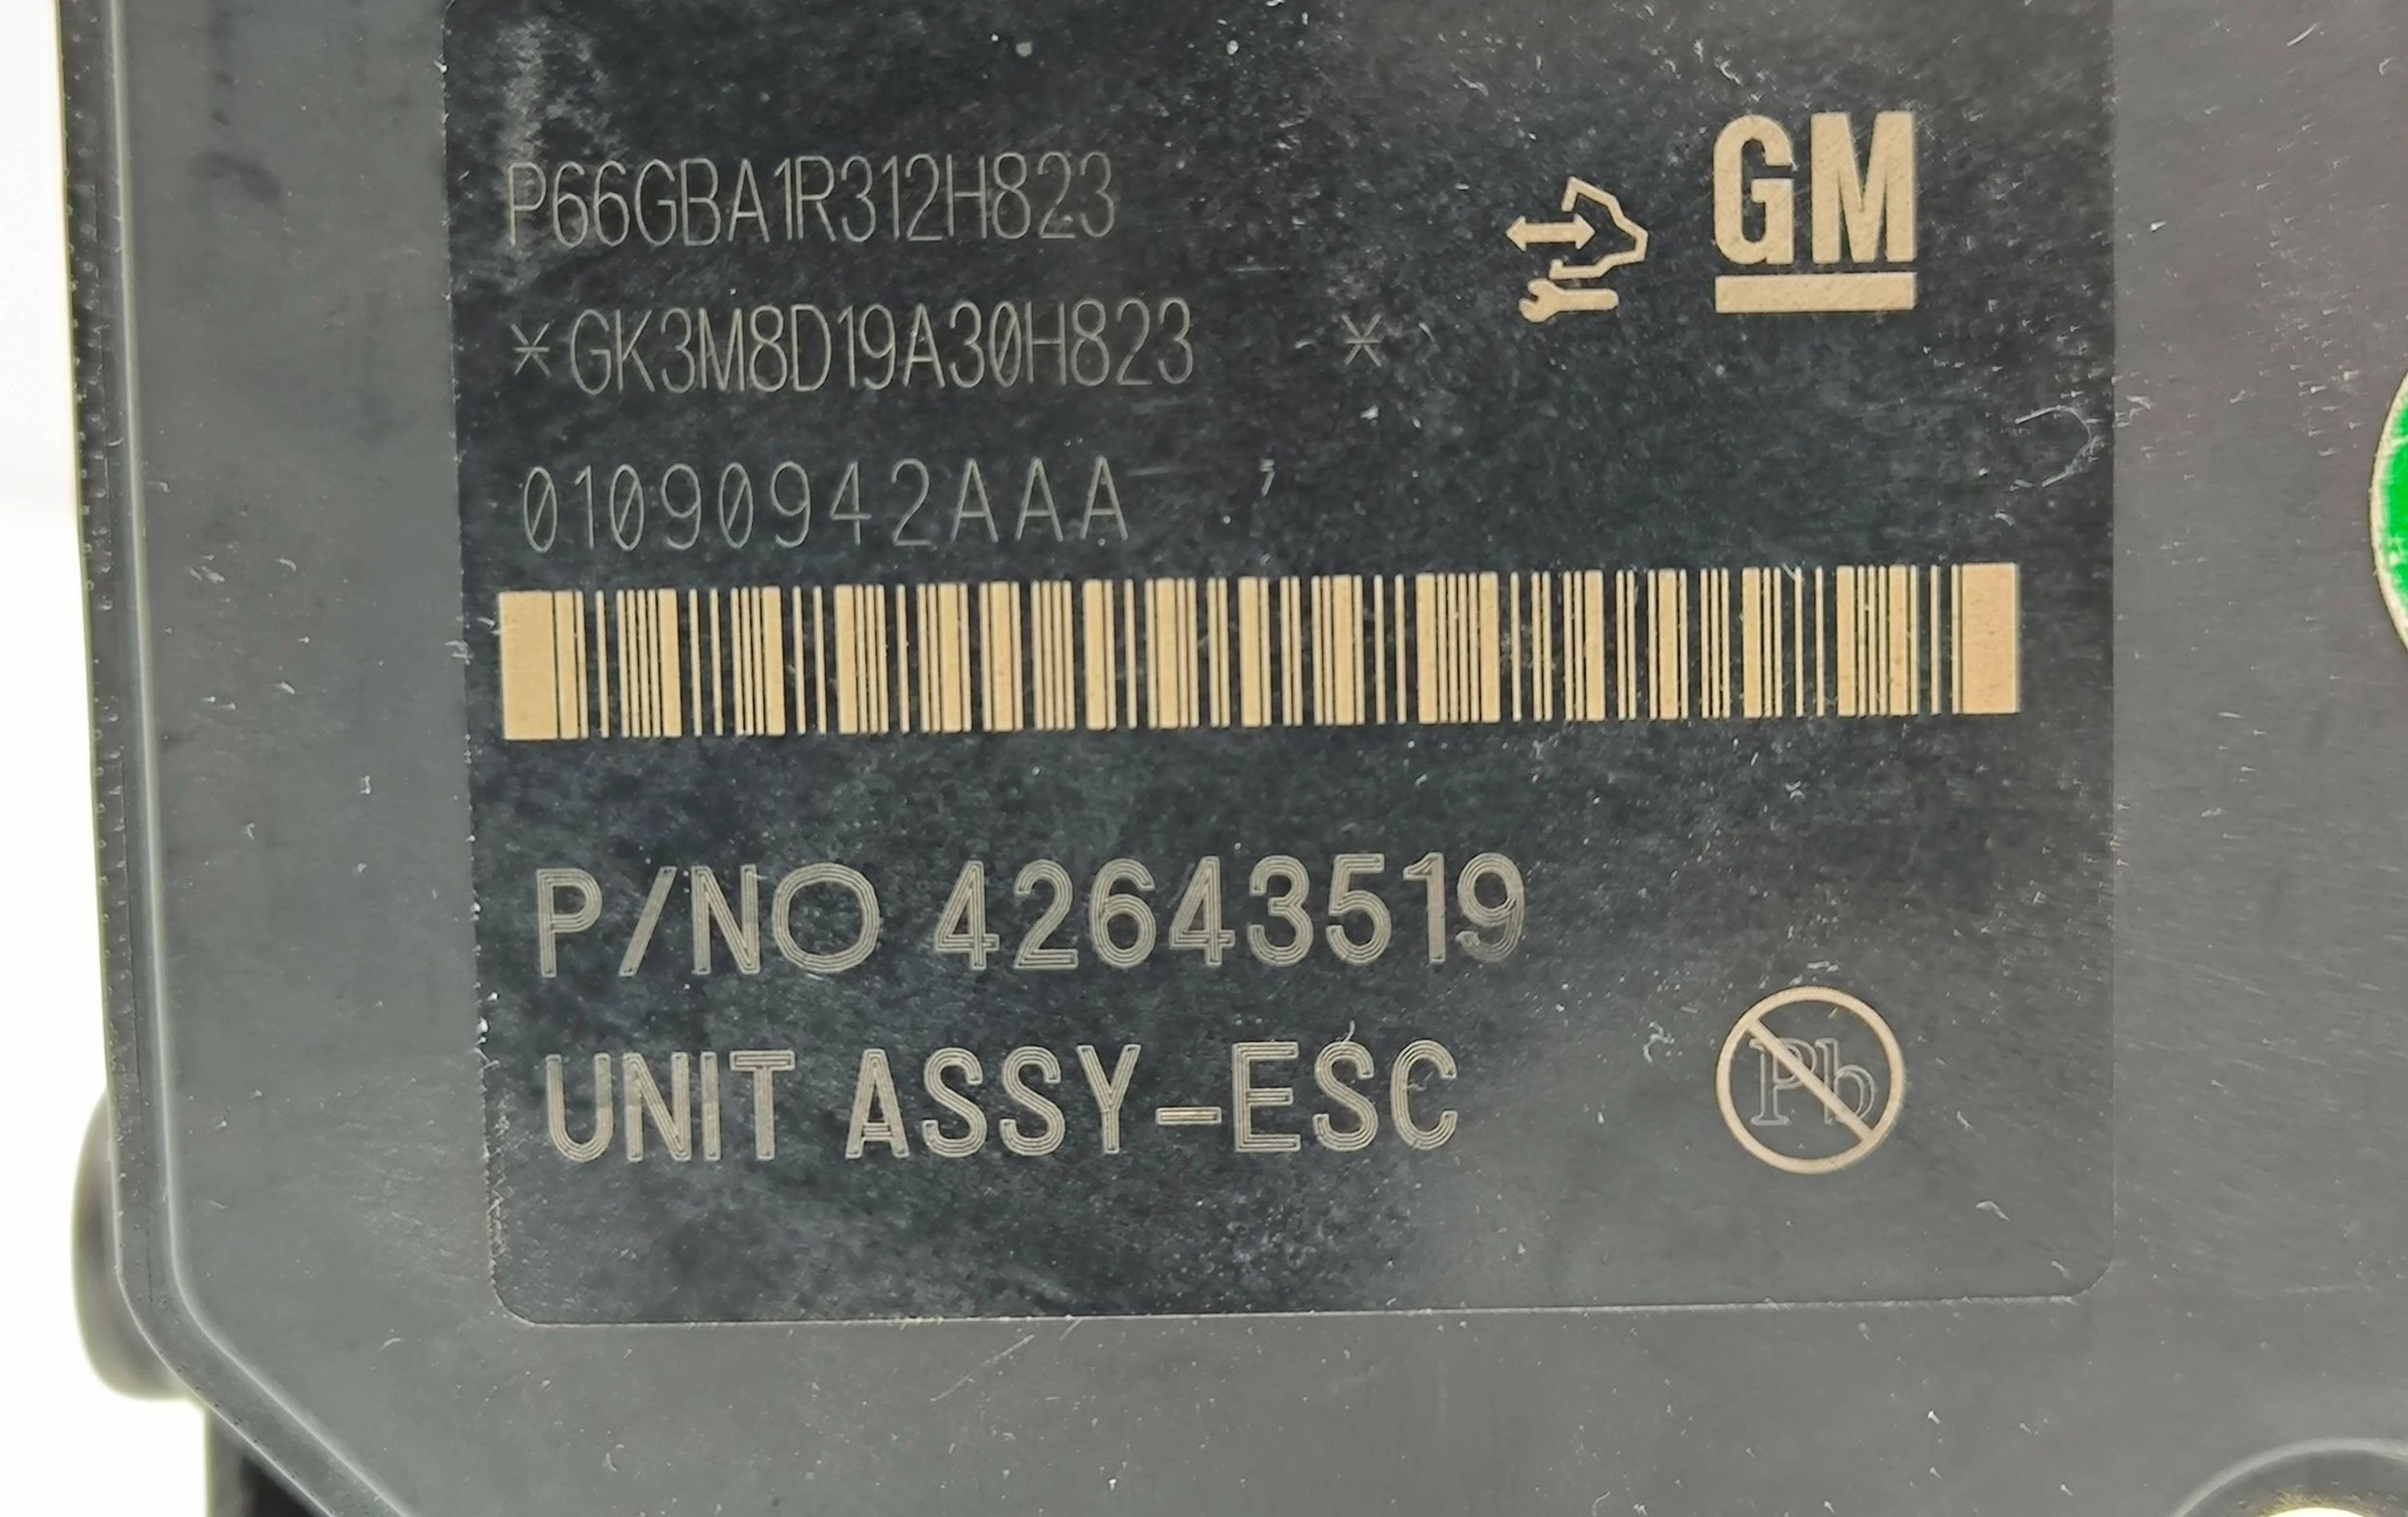 GM
P66GBA1R312H823
*GK3M8D19A30H823 *
01090942AAA
P/NO 42643519
UNIT ASSY-ESC
Pb